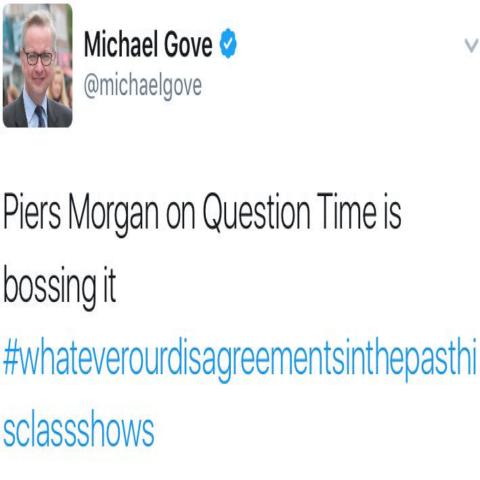 Michael Gove
@michaelgove
Piers Morgan on Question Time is
bossing it
#whateverourdisagreementsinthepasthi
sclassshows